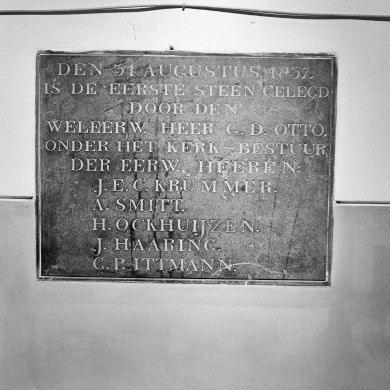 DEN 31 AUGUSTUS, 1837.
IS DE EERSTE STEEN GELEGD
DOOR DEN
WELEERW. HEER G. D. OTTO.
ONDER HET KERK-BESTUUR
DER EERW. HEEREN:
J. E. C. KRUMMER.
A. SMITT.
H. OCKHUIJZEN.
J. HAARING.
C. P. ITTMANN.